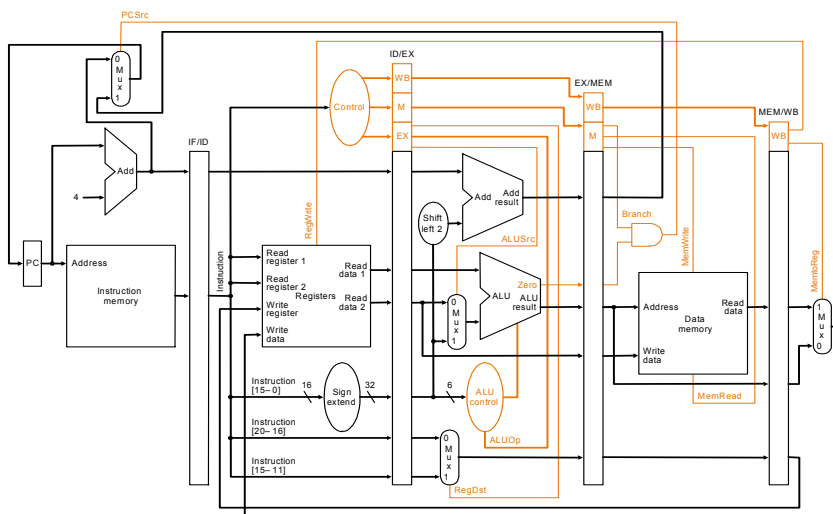 PCSrc
ID/EX
0
M
u
x
1
WB
EX/MEM
Control
M
WB
MEM/WB
EX
M
WB
IF/ID
Add
4
Add
Add
result
RegWrite
Shift
left 2
ALUSrc
Branch
MemWrite
MemtoReg
PC
Address
Instruction
memory
Instruction
Read
register 1
Read
register 2
Write
register
Write
data
Registers
Read
data 1
Read
data 2
0
M
u
x
1
ALU
Zero
ALU
result
Address
Write
data
Data
memory
Read
data
1
M
u
x
0
Instruction
[15–0]
16
Sign
extend
32
6
ALU
control
MemRead
Instruction
[20–16]
ALUOp
Instruction
[15–11]
0
M
u
x
1
RegDst